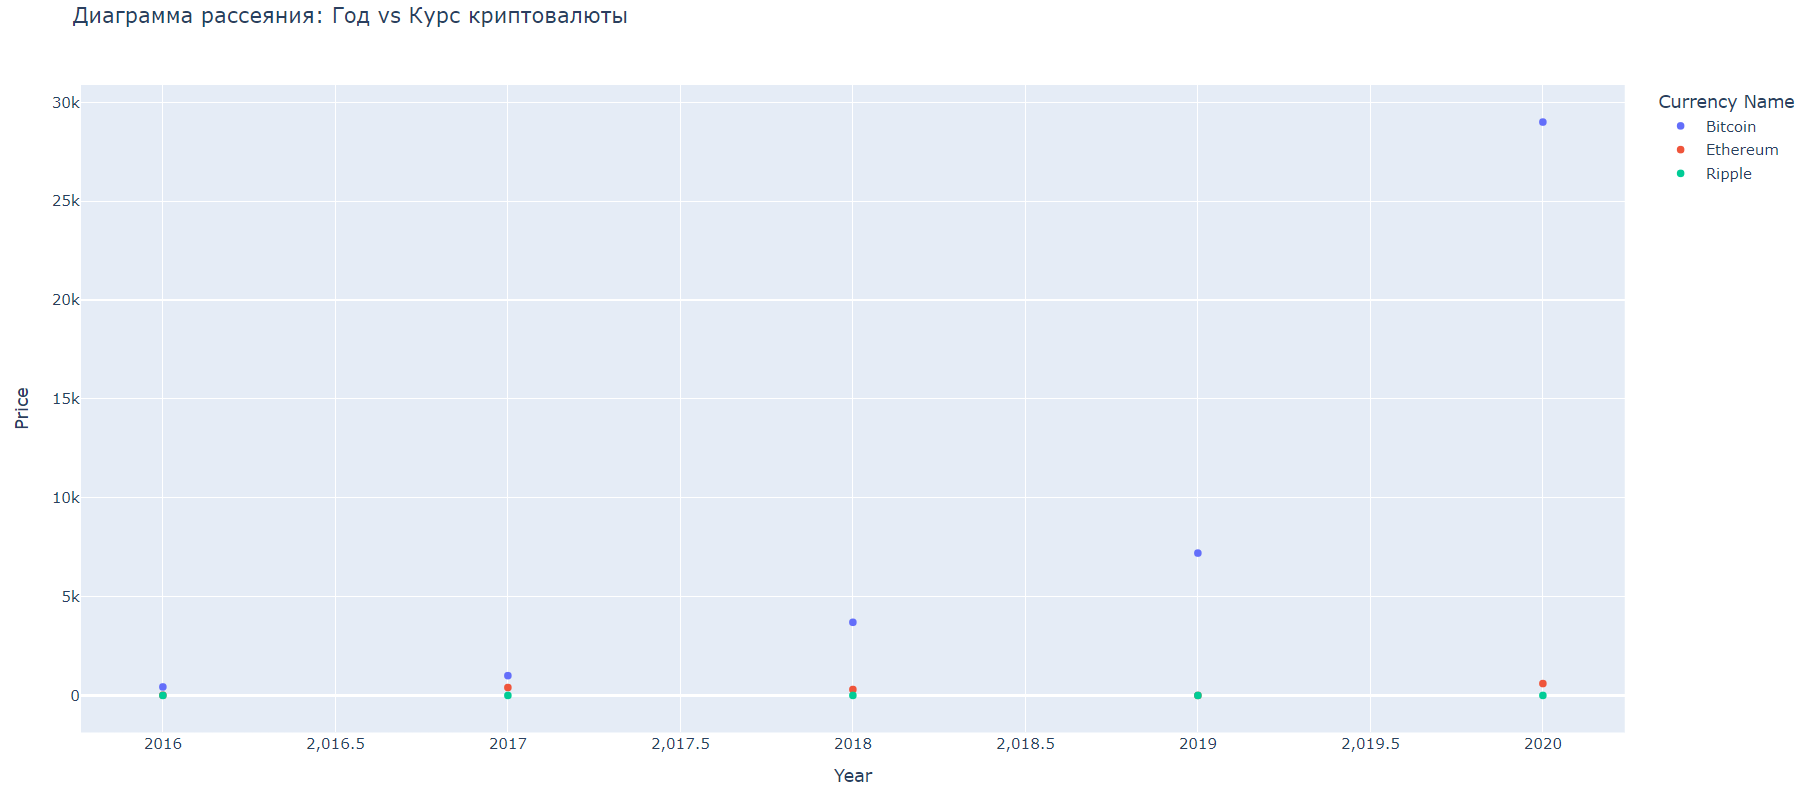 Диаграмма рассеяния: Год vs Курс криптовалюты
30k
25k
20k
15k
10k
5k
0
Price
2016
2,016.5
2017
2,017.5
2018
2,018.5
2019
2,019.5
2020
Year
Currency Name
Bitcoin
Ethereum
Ripple